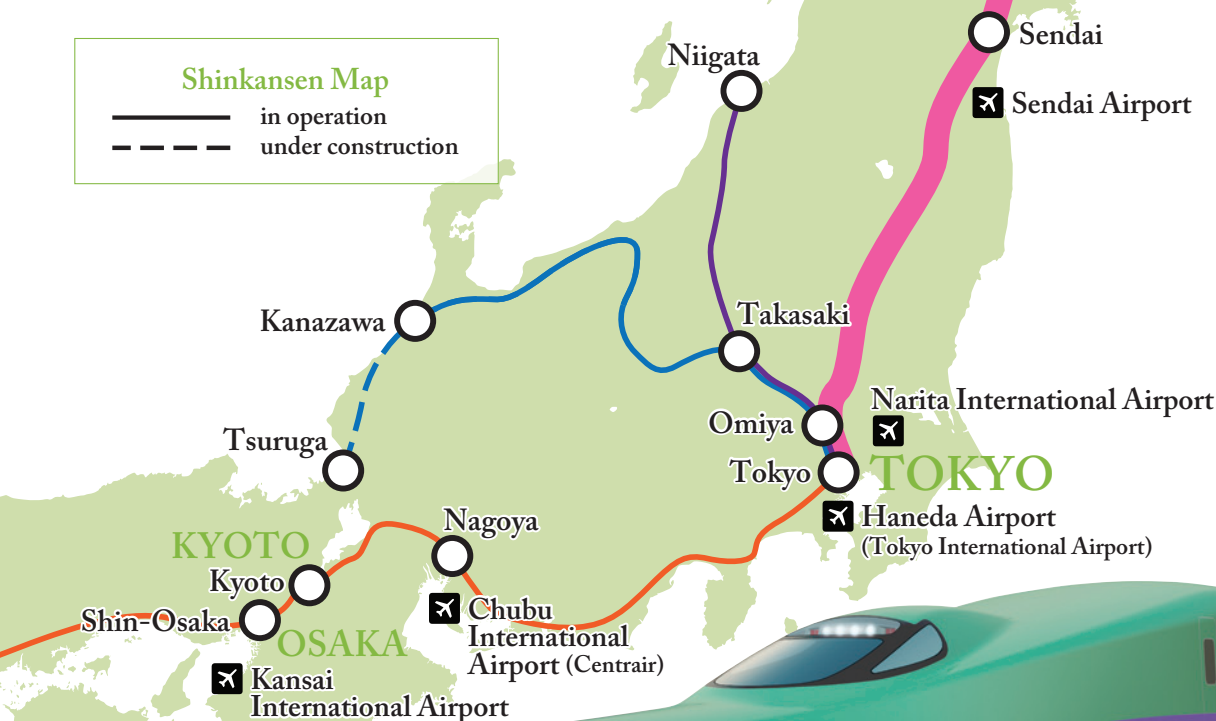 Shinkansen Map
in operation
under construction
Niigata
Sendai
Sendai Airport
Kanazawa
Takasaki
Narita International Airport
Omiya
Tsuruga
Tokyo
TOKYO
Haneda Airport
(Tokyo International Airport)
Nagoya
KYOTO
Kyoto
Shin-Osaka
OSAKA
Chubu
International
Airport (Centrair)
Kansai
International Airport